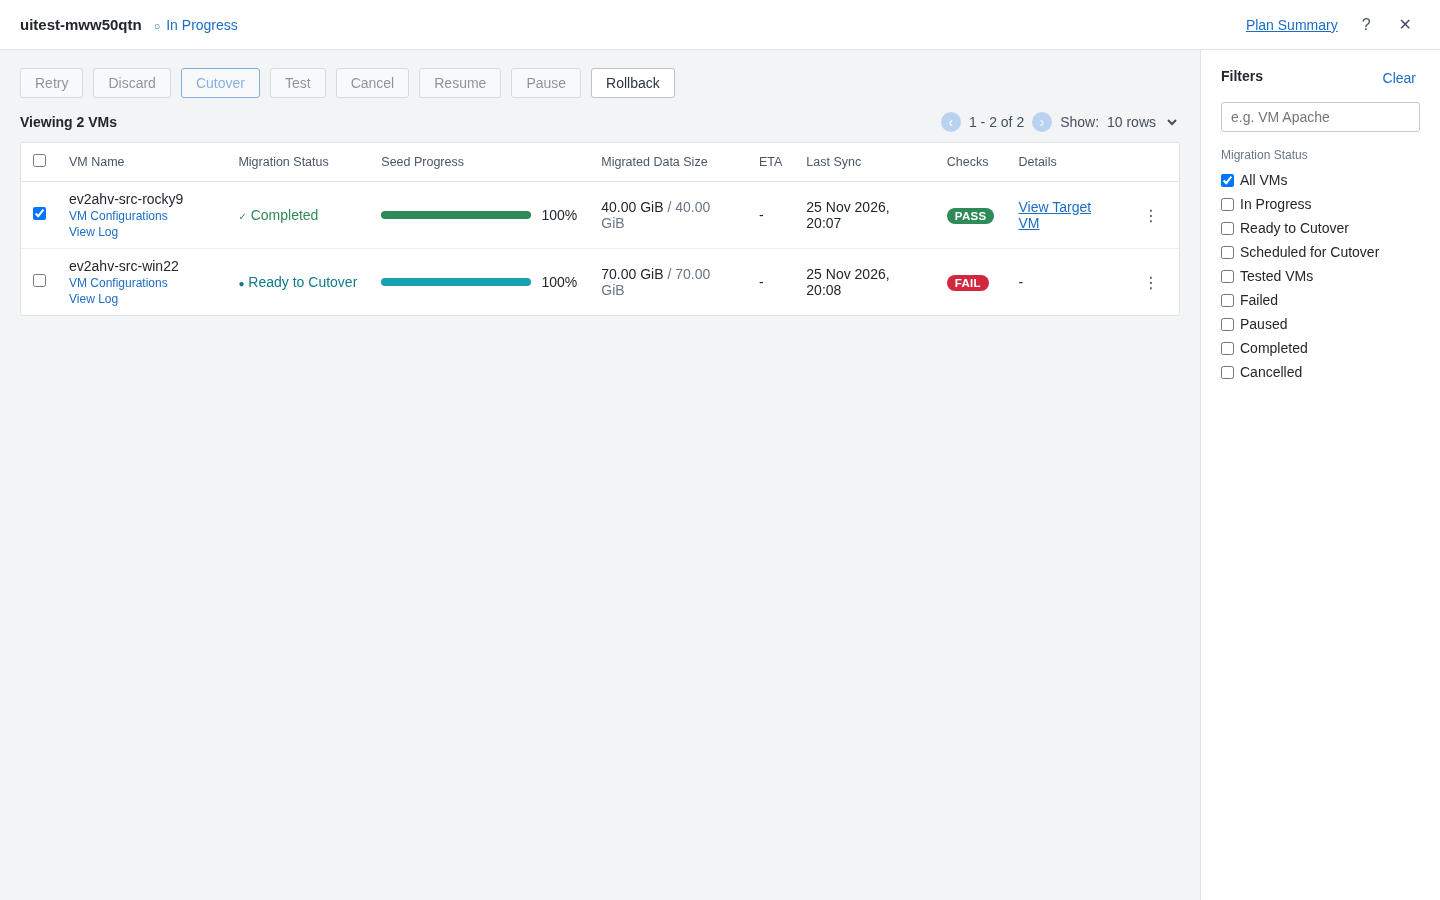 uitest-mww50qtn ○ In Progress Plan Summary ? ✕
Retry Discard Cutover Test Cancel Resume Pause Rollback
Viewing 2 VMs ‹ 1 - 2 of 2 › Show: 10 rows
VM Name Migration Status Seed Progress Migrated Data Size ETA Last Sync Checks Details
ev2ahv-src-rocky9
VM Configurations
View Log
✓ Completed
100%
40.00 GiB / 40.00
GiB
-
25 Nov 2026,
20:07
PASS
View Target
VM
⋮
ev2ahv-src-win22
VM Configurations
View Log
● Ready to Cutover
100%
70.00 GiB / 70.00
GiB
-
25 Nov 2026,
20:08
FAIL
-
⋮
Filters Clear
e.g. VM Apache
Migration Status
All VMs
In Progress
Ready to Cutover
Scheduled for Cutover
Tested VMs
Failed
Paused
Completed
Cancelled